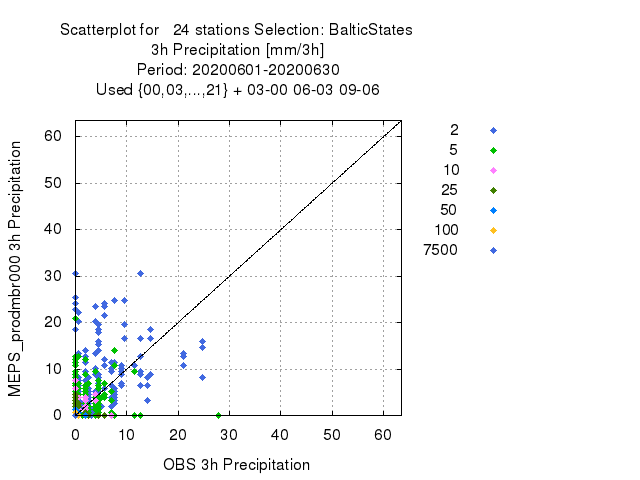 Scatterplot for 24 stations Selection: BalticStates
3h Precipitation [mm/3h]
Period: 20200601-20200630
Used {00,03,...,21} + 03-00 06-03 09-06
MEPS_prodmbr000 3h Precipitation
60
50
40
30
20
10
0
0 10 20 30 40 50 60
OBS 3h Precipitation
2
5
10
25
50
100
7500